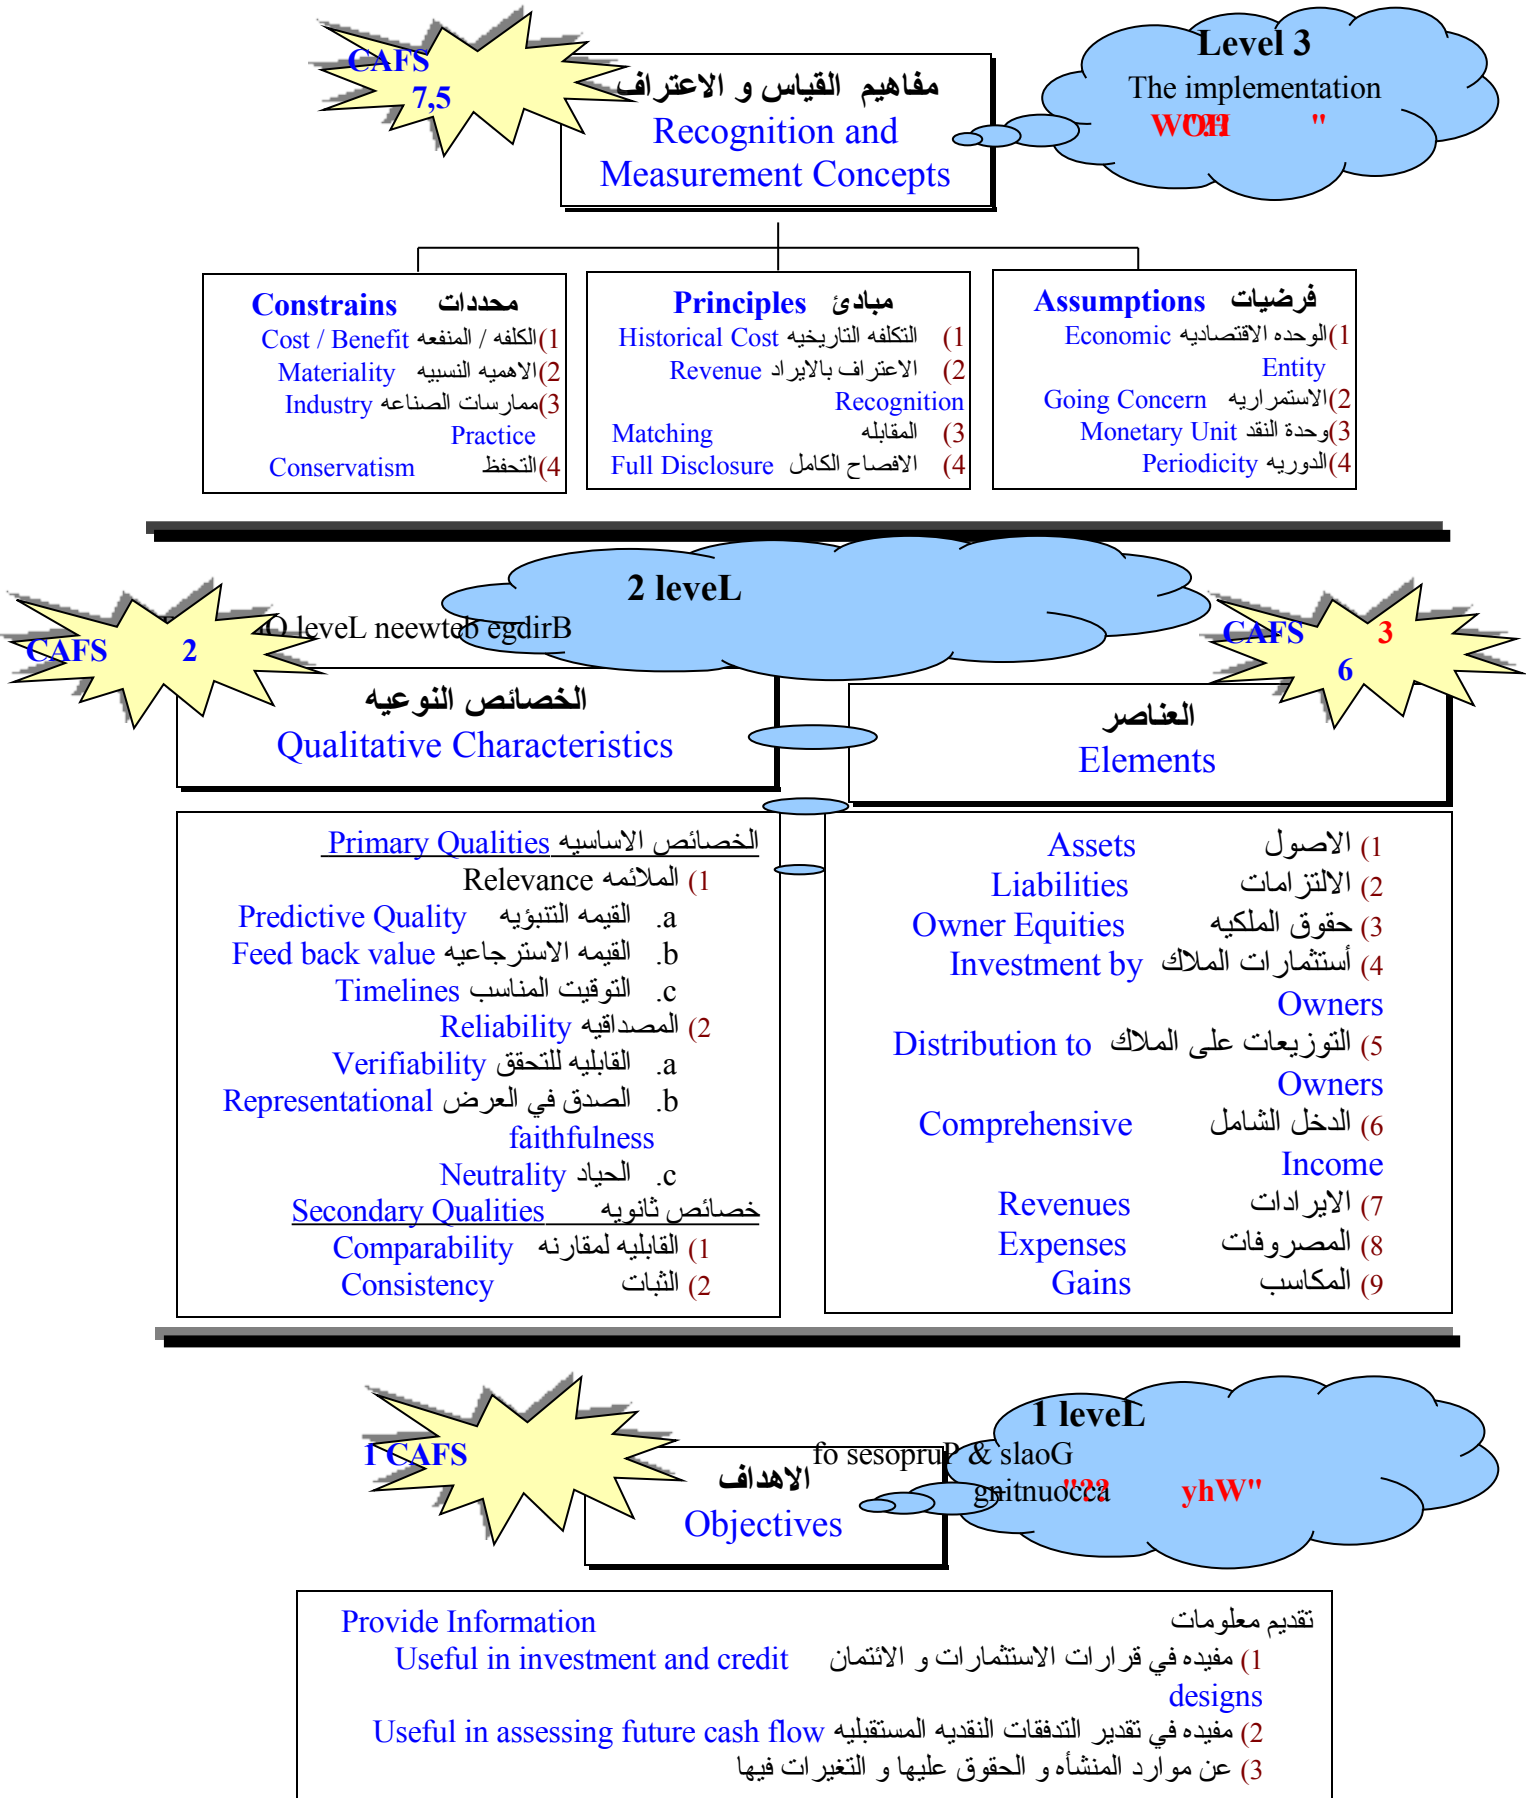 CAFS
7,5
مفاهيم القياس و الاعتراف
Recognition and
Measurement Concepts
Level 3
The implementation
"WOH??"
فرضيات Assumptions
1)الوحده الاقتصاديه Economic
Entity
2)الاستمراريه Going Concern
3)وحدة النقد Monetary Unit
4)الدوريه Periodicity
مبادئ Principles
1) التكلفه التاريخيه Historical Cost
2) الاعتراف بالايراد Revenue
Recognition
3) المقابله Matching
4) الافصاح الكامل Full Disclosure
محددات Constrains
1)الكلفه / المنفعه Cost / Benefit
2)الاهميه النسبيه Materiality
3)ممارسات الصناعه Industry
Practice
4)التحفظ Conservatism
2 leveL
leveL neewteb egdirB
CAFS 2
CAFS 3
6
الخصائص النوعيه
Qualitative Characteristics
العناصر
Elements
الخصائص الاساسيه Primary Qualities
1) الملائمه Relevance
a. القيمه التنبؤيه Predictive Quality
b. القيمه الاسترجاعيه Feed back value
c. التوقيت المناسب Timelines
2) المصداقيه Reliability
a. القابليه للتحقق Verifiability
b. الصدق في العرض Representational
faithfulness
c. الحياد Neutrality
خصائص ثانويه Secondary Qualities
1) القابليه لمقارنه Comparability
2) الثبات Consistency
1) الاصول Assets
2) الالتزامات Liabilities
3) حقوق الملكيه Owner Equities
4) أستثمارات الملاك Investment by
Owners
5) التوزيعات على الملاك Distribution to
Owners
6) الدخل الشامل Comprehensive
Income
7) الايرادات Revenues
8) المصروفات Expenses
9) المكاسب Gains
1 CAFS
الاهداف
Objectives
1 leveL
fo sesopruP & slaoG
gnitnuocca
"?? yhW"
تقديم معلومات Provide Information
1) مفيده في قرارات الاستثمارات و الائتمان Useful in investment and credit
designs
2) مفيده في تقدير التدفقات النقديه المستقبليه Useful in assessing future cash flow
3) عن موارد المنشأه و الحقوق عليها و التغيرات فيها